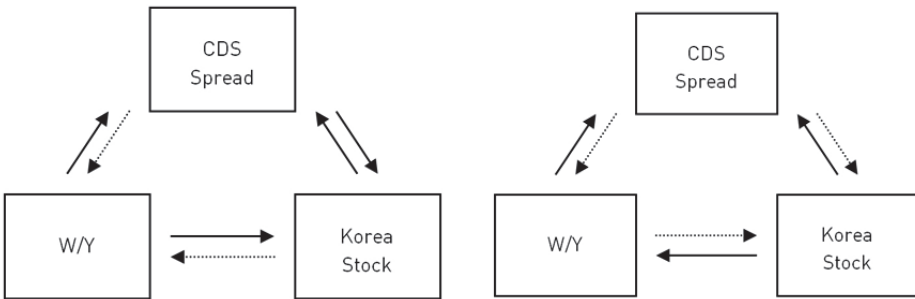 CDS
Spread
W/Y
Korea
Stock
CDS
Spread
W/Y
Korea
Stock